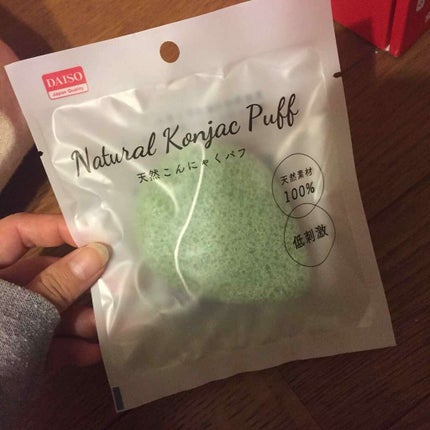 DAISO
Japan Quality
Natural Konjac Puff
天然こんにゃくパフ
天然素材
100%
低刺激